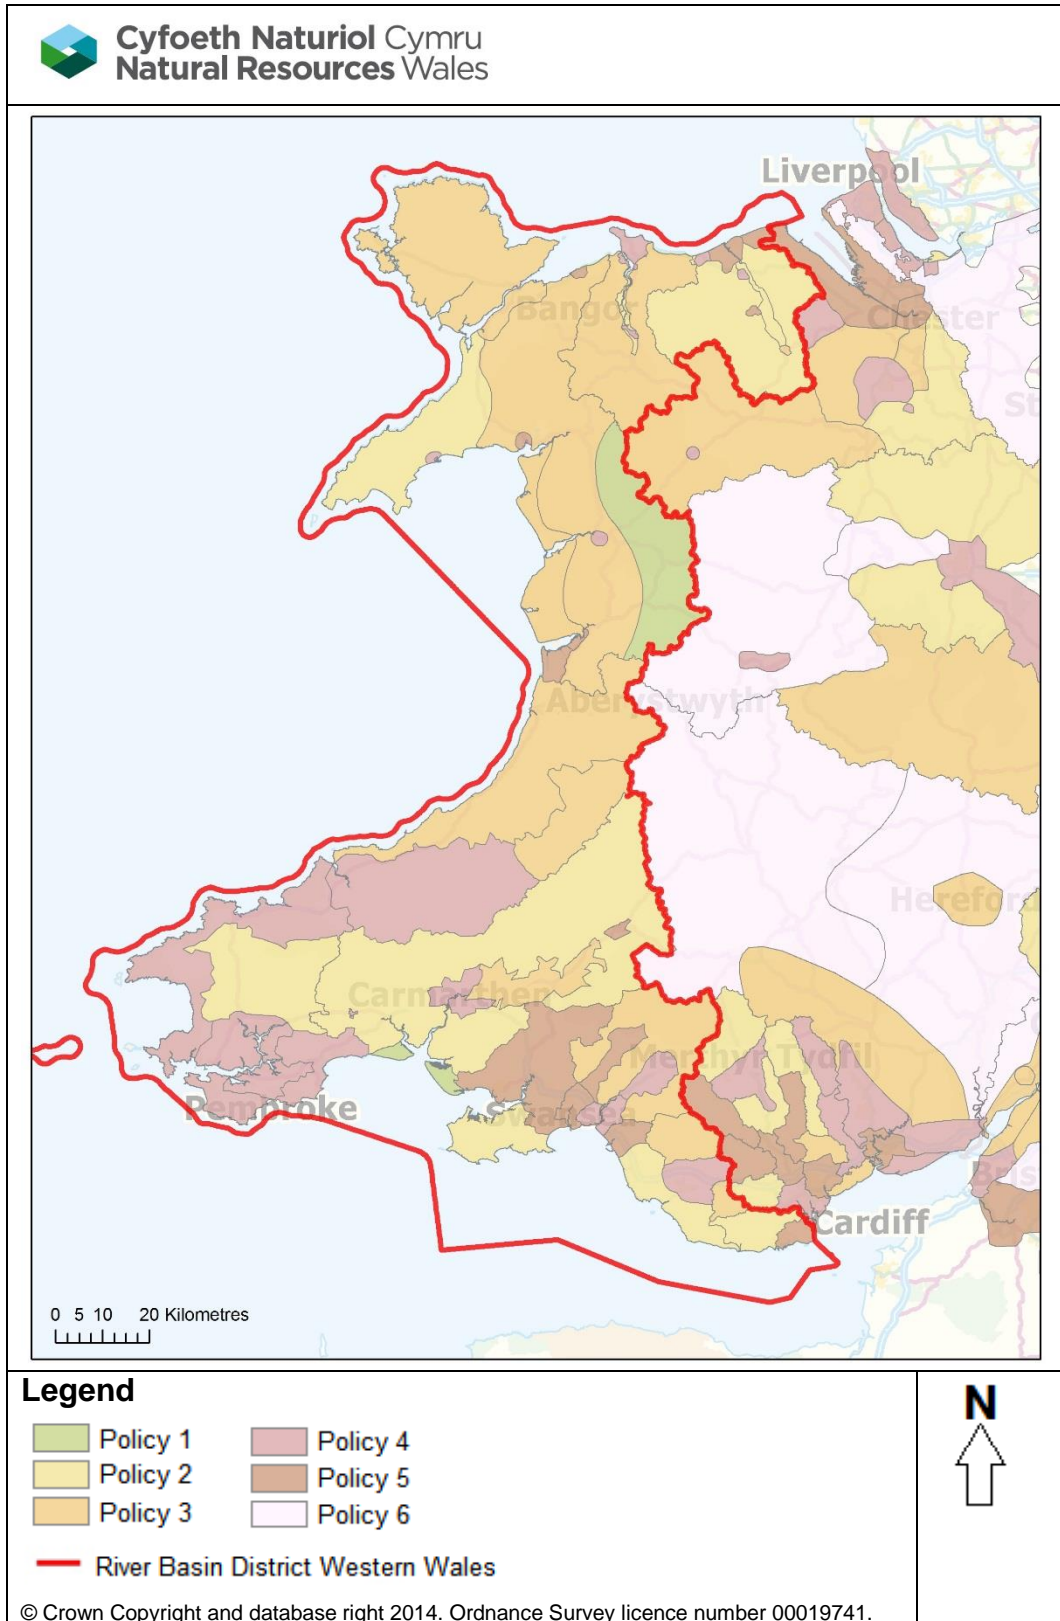 Cyfoeth Naturiol Cymru
Natural Resources Wales
Liverpool
Bangor
Chester
St
Aberystwyth
Hereford
Carmarthen
Merthyr Tydfil
Pembroke
Swansea
Bris
Cardiff
0 5 10 20 Kilometres
Legend
Policy 1
Policy 2
Policy 3
Policy 4
Policy 5
Policy 6
River Basin District Western Wales
N
© Crown Copyright and database right 2014. Ordnance Survey licence number 00019741.